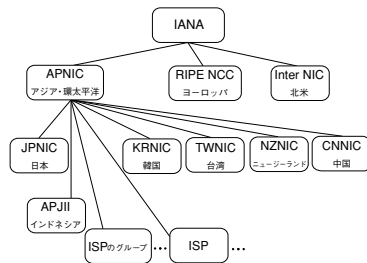 IANA
APNIC
アジア・環太平洋
RIPE NCC
ヨーロッパ
Inter NIC
北米
JPNIC
日本
KRNIC
韓国
TWNIC
台湾
NZNIC
ニュージーランド
CNNIC
中国
APJII
インドネシア
ISPのグループ
…
ISP
…